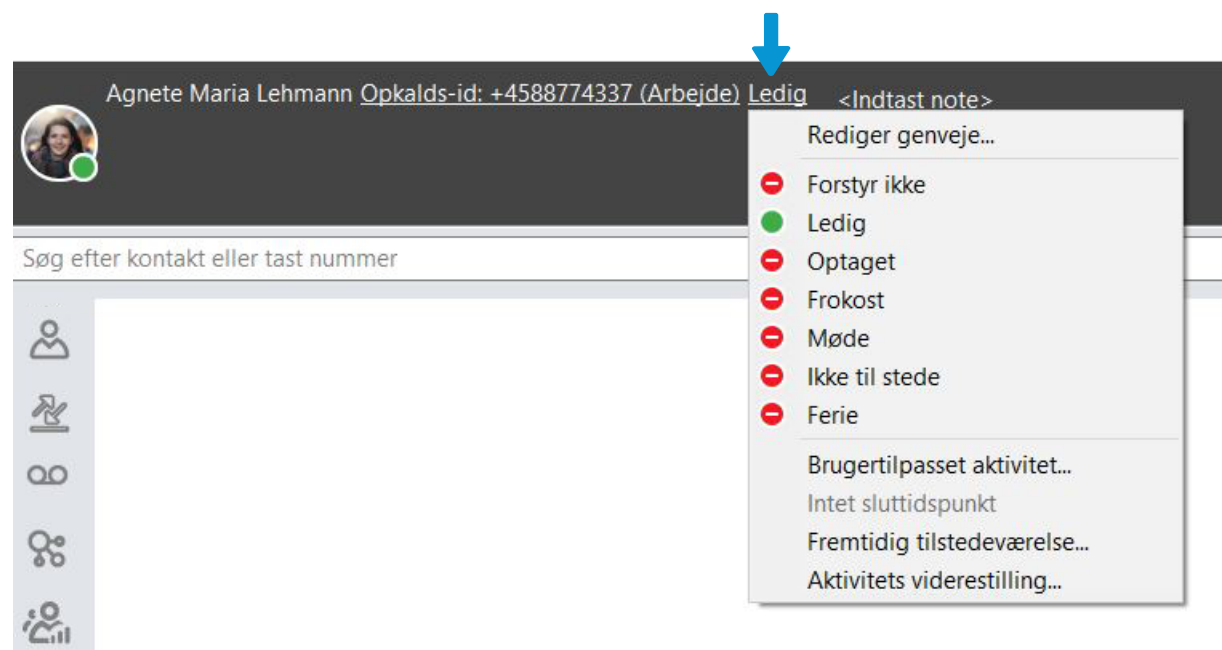 Agnete Maria Lehmann Opkalds-id: +4588774337 (Arbejde) Ledig <Indtast note>
Rediger genveje...
Forstyr ikke
Ledig
Søg efter kontakt eller tast nummer
Optaget
Frokost
Møde
Ikke til stede
Ferie
Brugertilpasset aktivitet...
Intet sluttidspunkt
Fremtidig tilstedeværelse...
Aktivitets viderestilling...